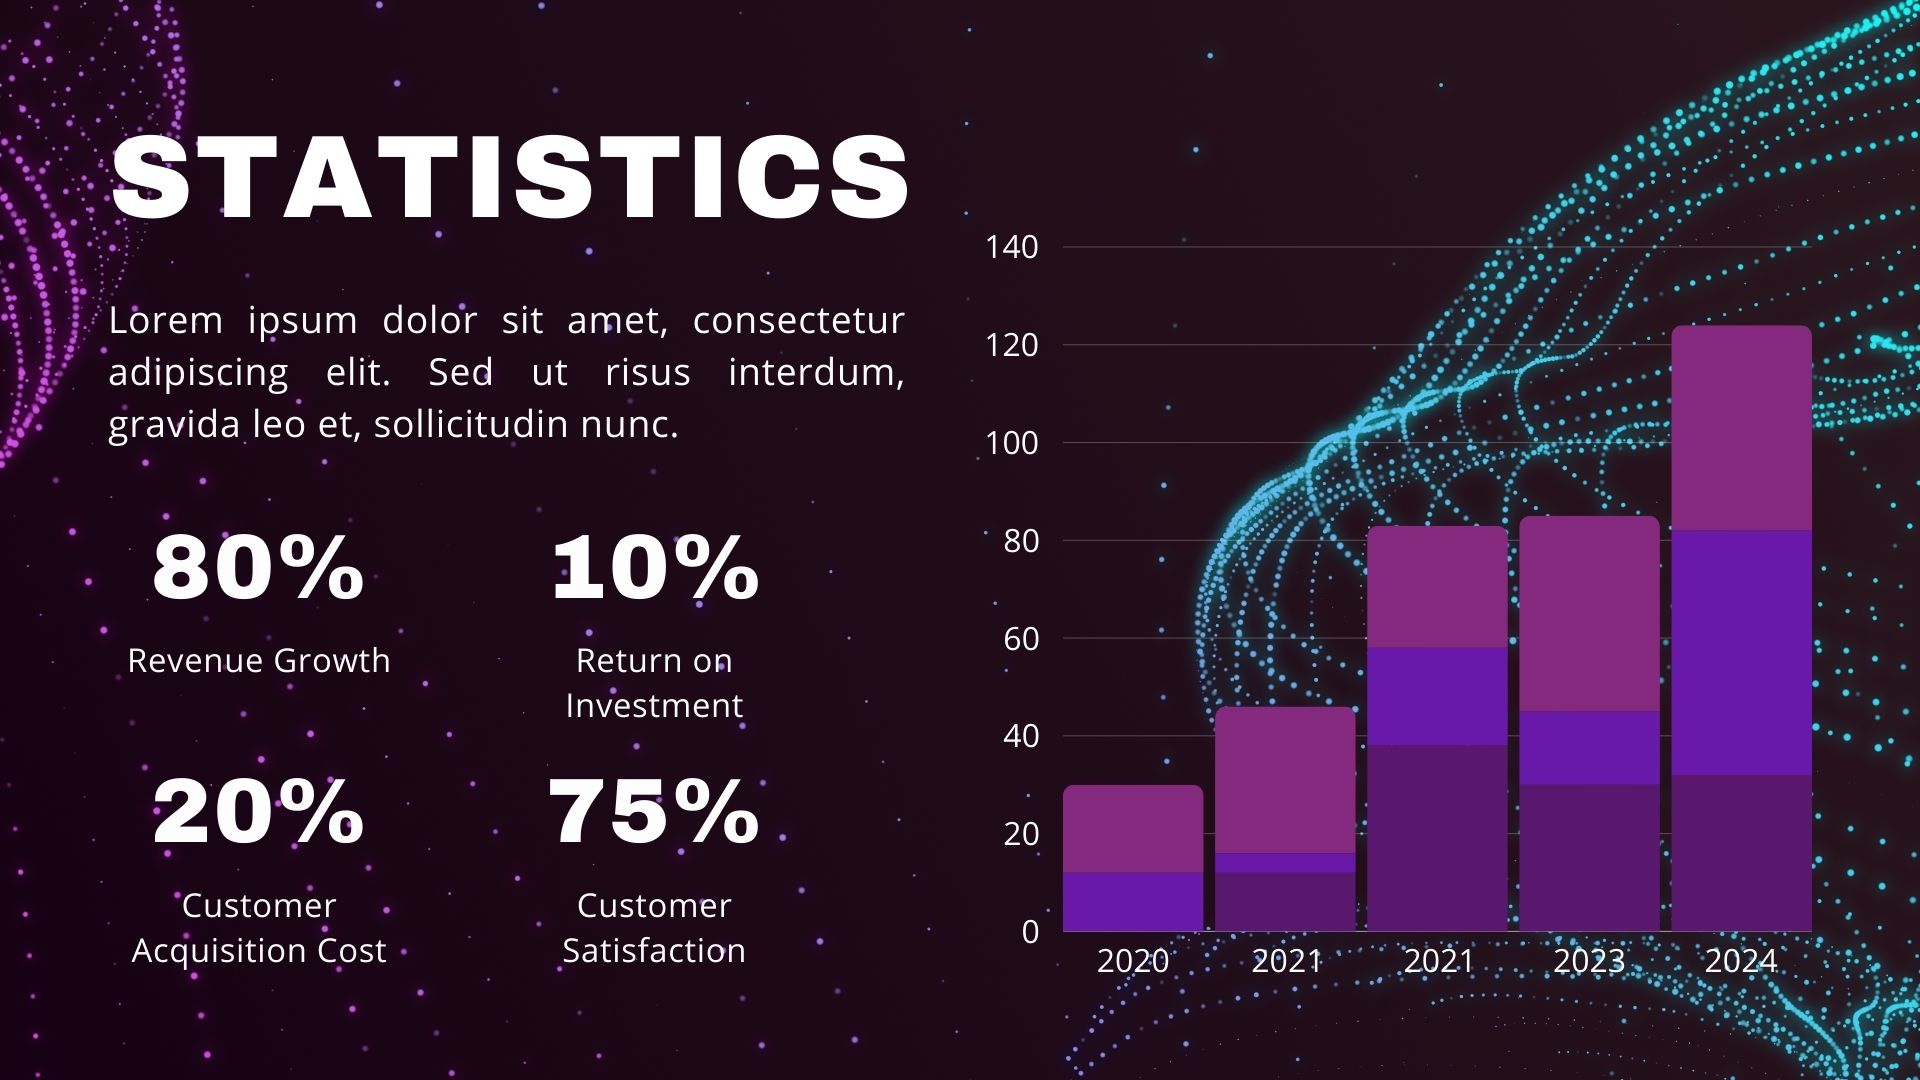 STATISTICS
Lorem ipsum dolor sit amet, consectetur
adipiscing elit. Sed ut risus interdum,
gravida leo et, sollicitudin nunc.
80%
Revenue Growth
10%
Return on
Investment
20%
Customer
Acquisition Cost
75%
Customer
Satisfaction
140
120
100
80
60
40
20
0
2020 2021 2021 2023 2024